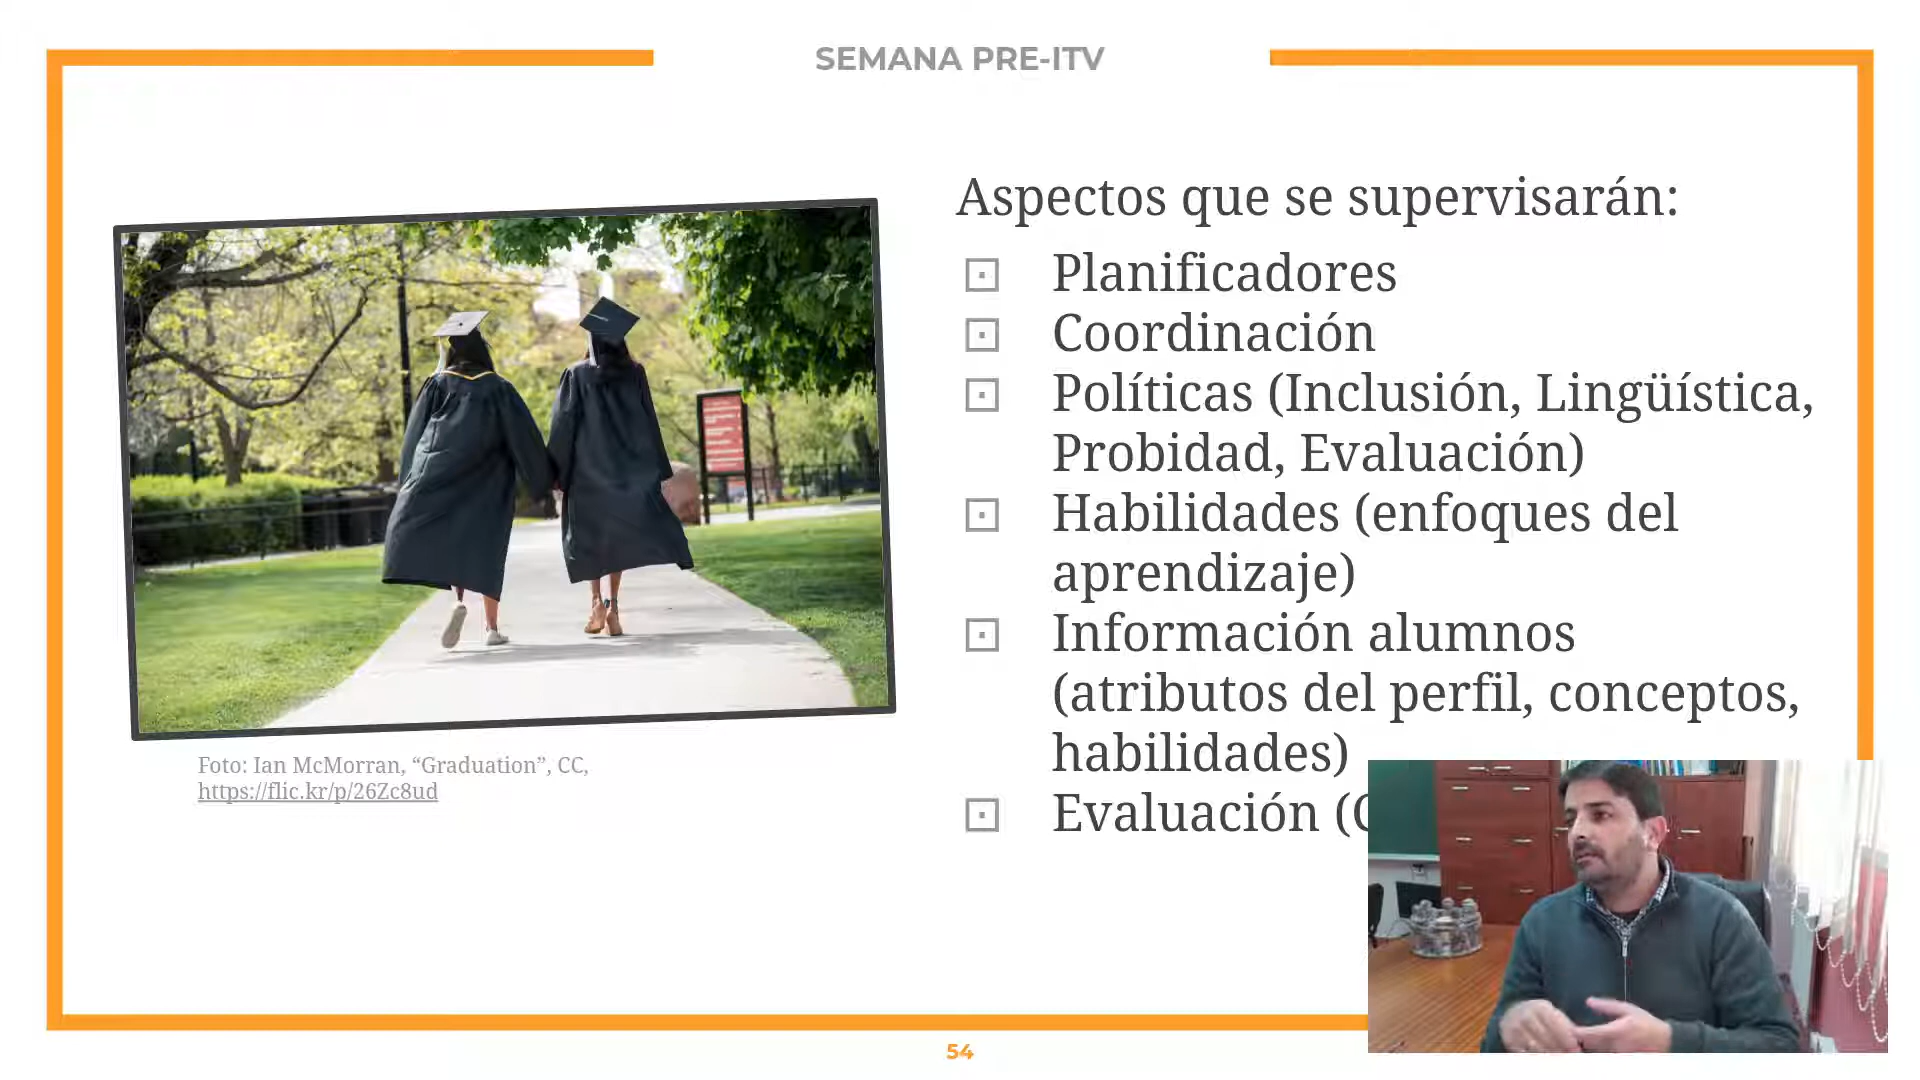 SEMANA PRE-ITV
Aspectos que se supervisarán:
Planificadores
Coordinación
Políticas (Inclusión, Lingüística,
Probidad, Evaluación)
Habilidades (enfoques del
aprendizaje)
Información alumnos
(atributos del perfil, conceptos,
habilidades)
Evaluación (
Foto: Ian McMorran, “Graduation”, CC,
https://flic.kr/p/26Zc8ud
54